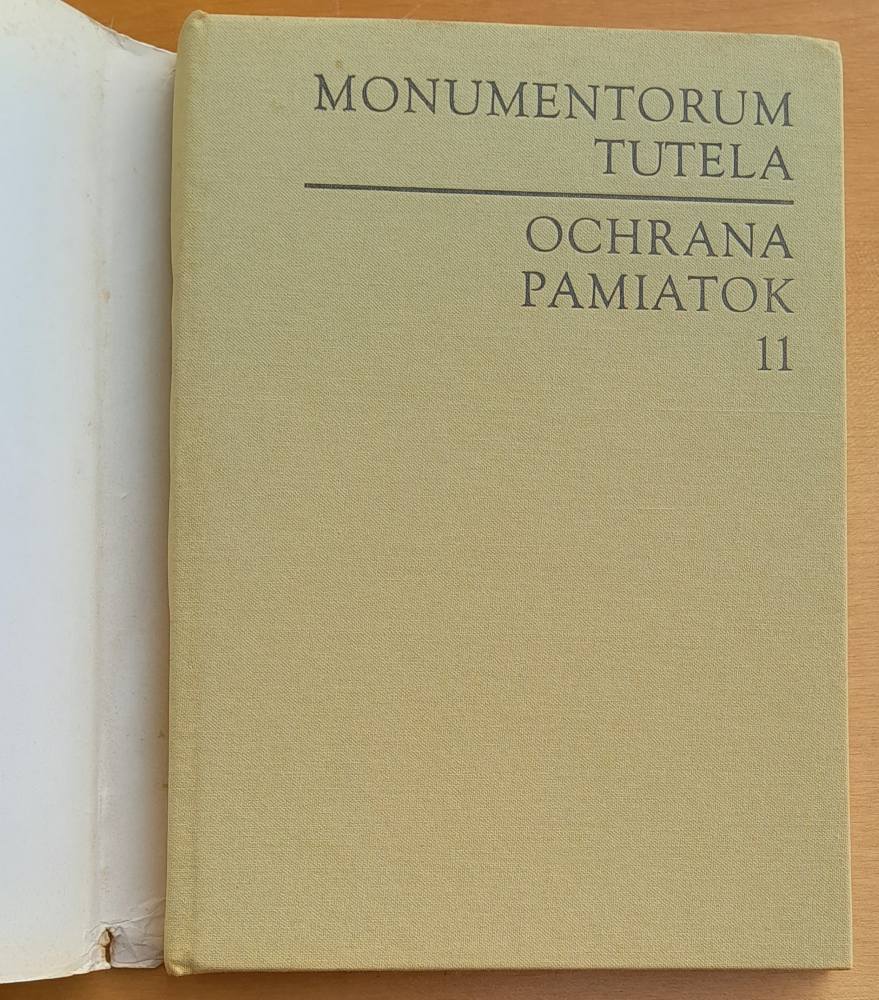 MONUMENTORUM
TUTELA
OCHRANA
PAMIATOK
11